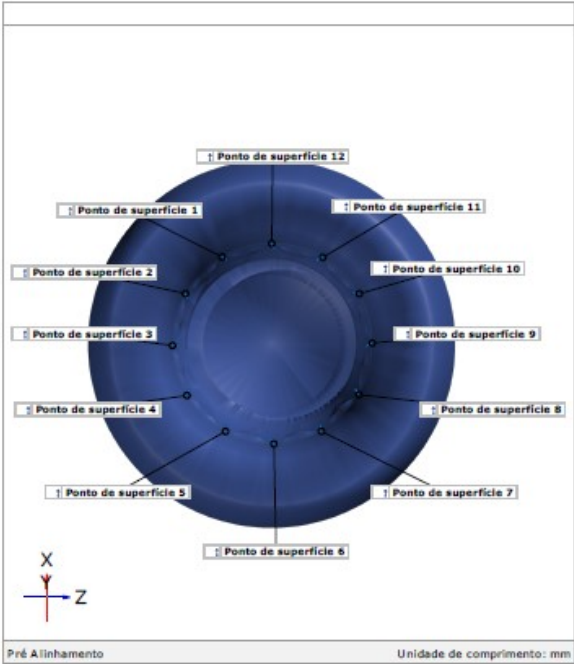 Ponto de superfície 12
Ponto de superfície 1
Ponto de superfície 11
Ponto de superfície 2
Ponto de superfície 10
Ponto de superfície 3
Ponto de superfície 9
Ponto de superfície 4
Ponto de superfície 8
Ponto de superfície 5
Ponto de superfície 7
Ponto de superfície 6
X
Y
Z
Pré Alinhamento
Unidade de comprimento: mm